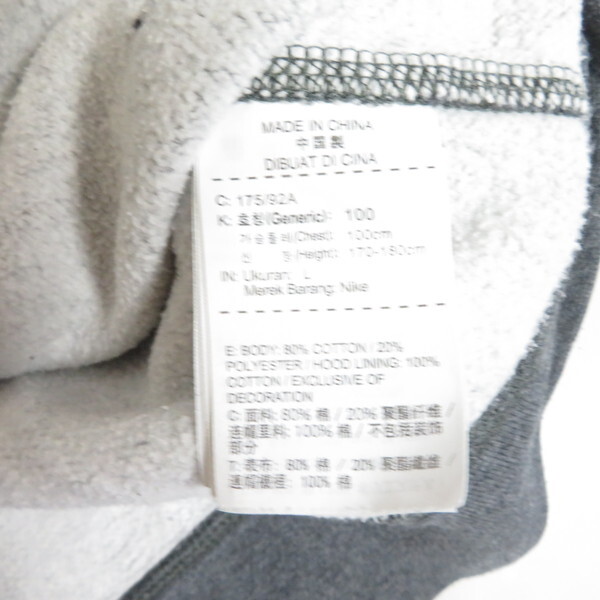 MADE IN CHINA
中国製
DIBUAT DI CINA
C: 175/92A
K: 호칭(Generic): 100
가슴둘레(Chest): 100cm
신 장(Height): 170-180cm
IN: Ukuran: L
Merek Barang: Nike
E: BODY: 80% COTTON / 20%
POLYESTER / HOOD LINING: 100%
COTTON / EXCLUSIVE OF
DECORATION
C: 面料: 80% 棉 / 20% 聚酯纤维 /
连帽里料: 100% 棉 / 不包括装饰
部分
T: 表布: 80% 棉 / 20% 聚酯纖維 /
連帽裡: 100% 棉